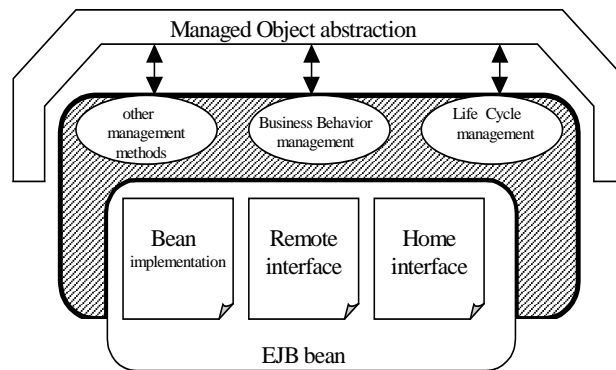 Managed Object abstraction
other
management
methods
Business Behavior
management
Life Cycle
management
Bean
implementation
Remote
interface
Home
interface
EJB bean